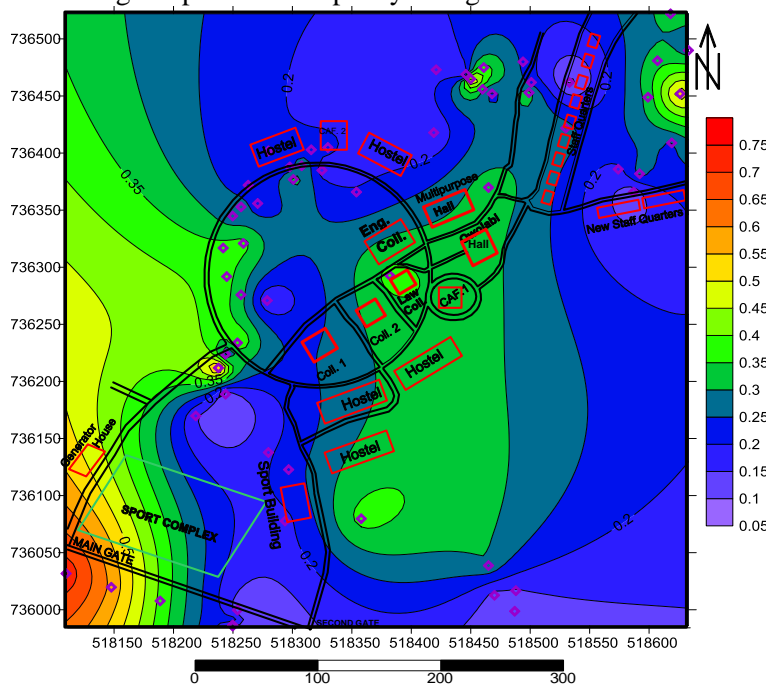 736500
736450
736400
736350
736300
736250
736200
736150
736100
736050
736000
518150
518200
518250
518300
518350
518400
518450
518500
518550
518600
0.2
0.2
0.2
0.2
0.35
0.35
0.2
0.2
0.2
N
Hostel
CAF. 2
Hostel
Staff Quarters
Multipurpose
Hall
Eng.
Coll.
Hall
New Staff Quarters
Law
Coll.
CAF.1
Coll. 2
Coll. 1
Hostel
Hostel
Hostel
Generator
House
Sport Building
SPORT COMPLEX
MAIN GATE
SECOND GATE
0.75
0.7
0.65
0.6
0.55
0.5
0.45
0.4
0.35
0.3
0.25
0.2
0.15
0.1
0.05
0
100
200
300